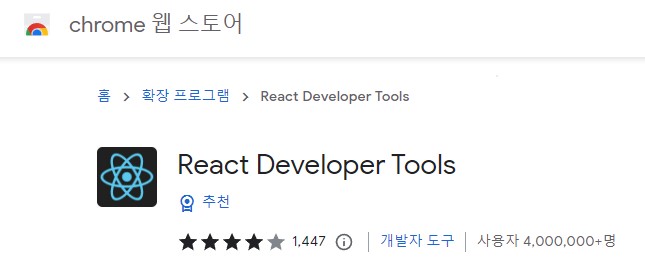 chrome 웹 스토어
홈 > 확장 프로그램 > React Developer Tools
React Developer Tools
추천
1,447 개발자 도구 사용자 4,000,000+명